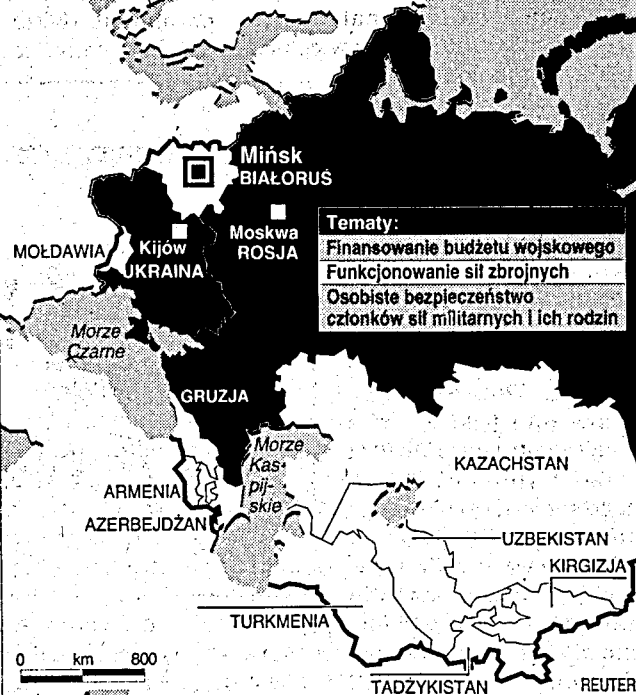 Mińsk
BIAŁORUŚ
Moskwa
ROSJA
Kijów
UKRAINA
MOŁDAWIA
Tematy:
Finansowanie budżetu wojskowego
Funkcjonowanie sił zbrojnych
Osobiste bezpieczeństwo
członków sił militarnych i ich rodzin
Morze
Czarne
GRUZJA
Morze
Kas-
pij-
skie
KAZACHSTAN
ARMENIA
AZERBEJDŻAN
UZBEKISTAN
KIRGIZJA
TURKMENIA
0 km 800
TADŻYKISTAN
REUTER